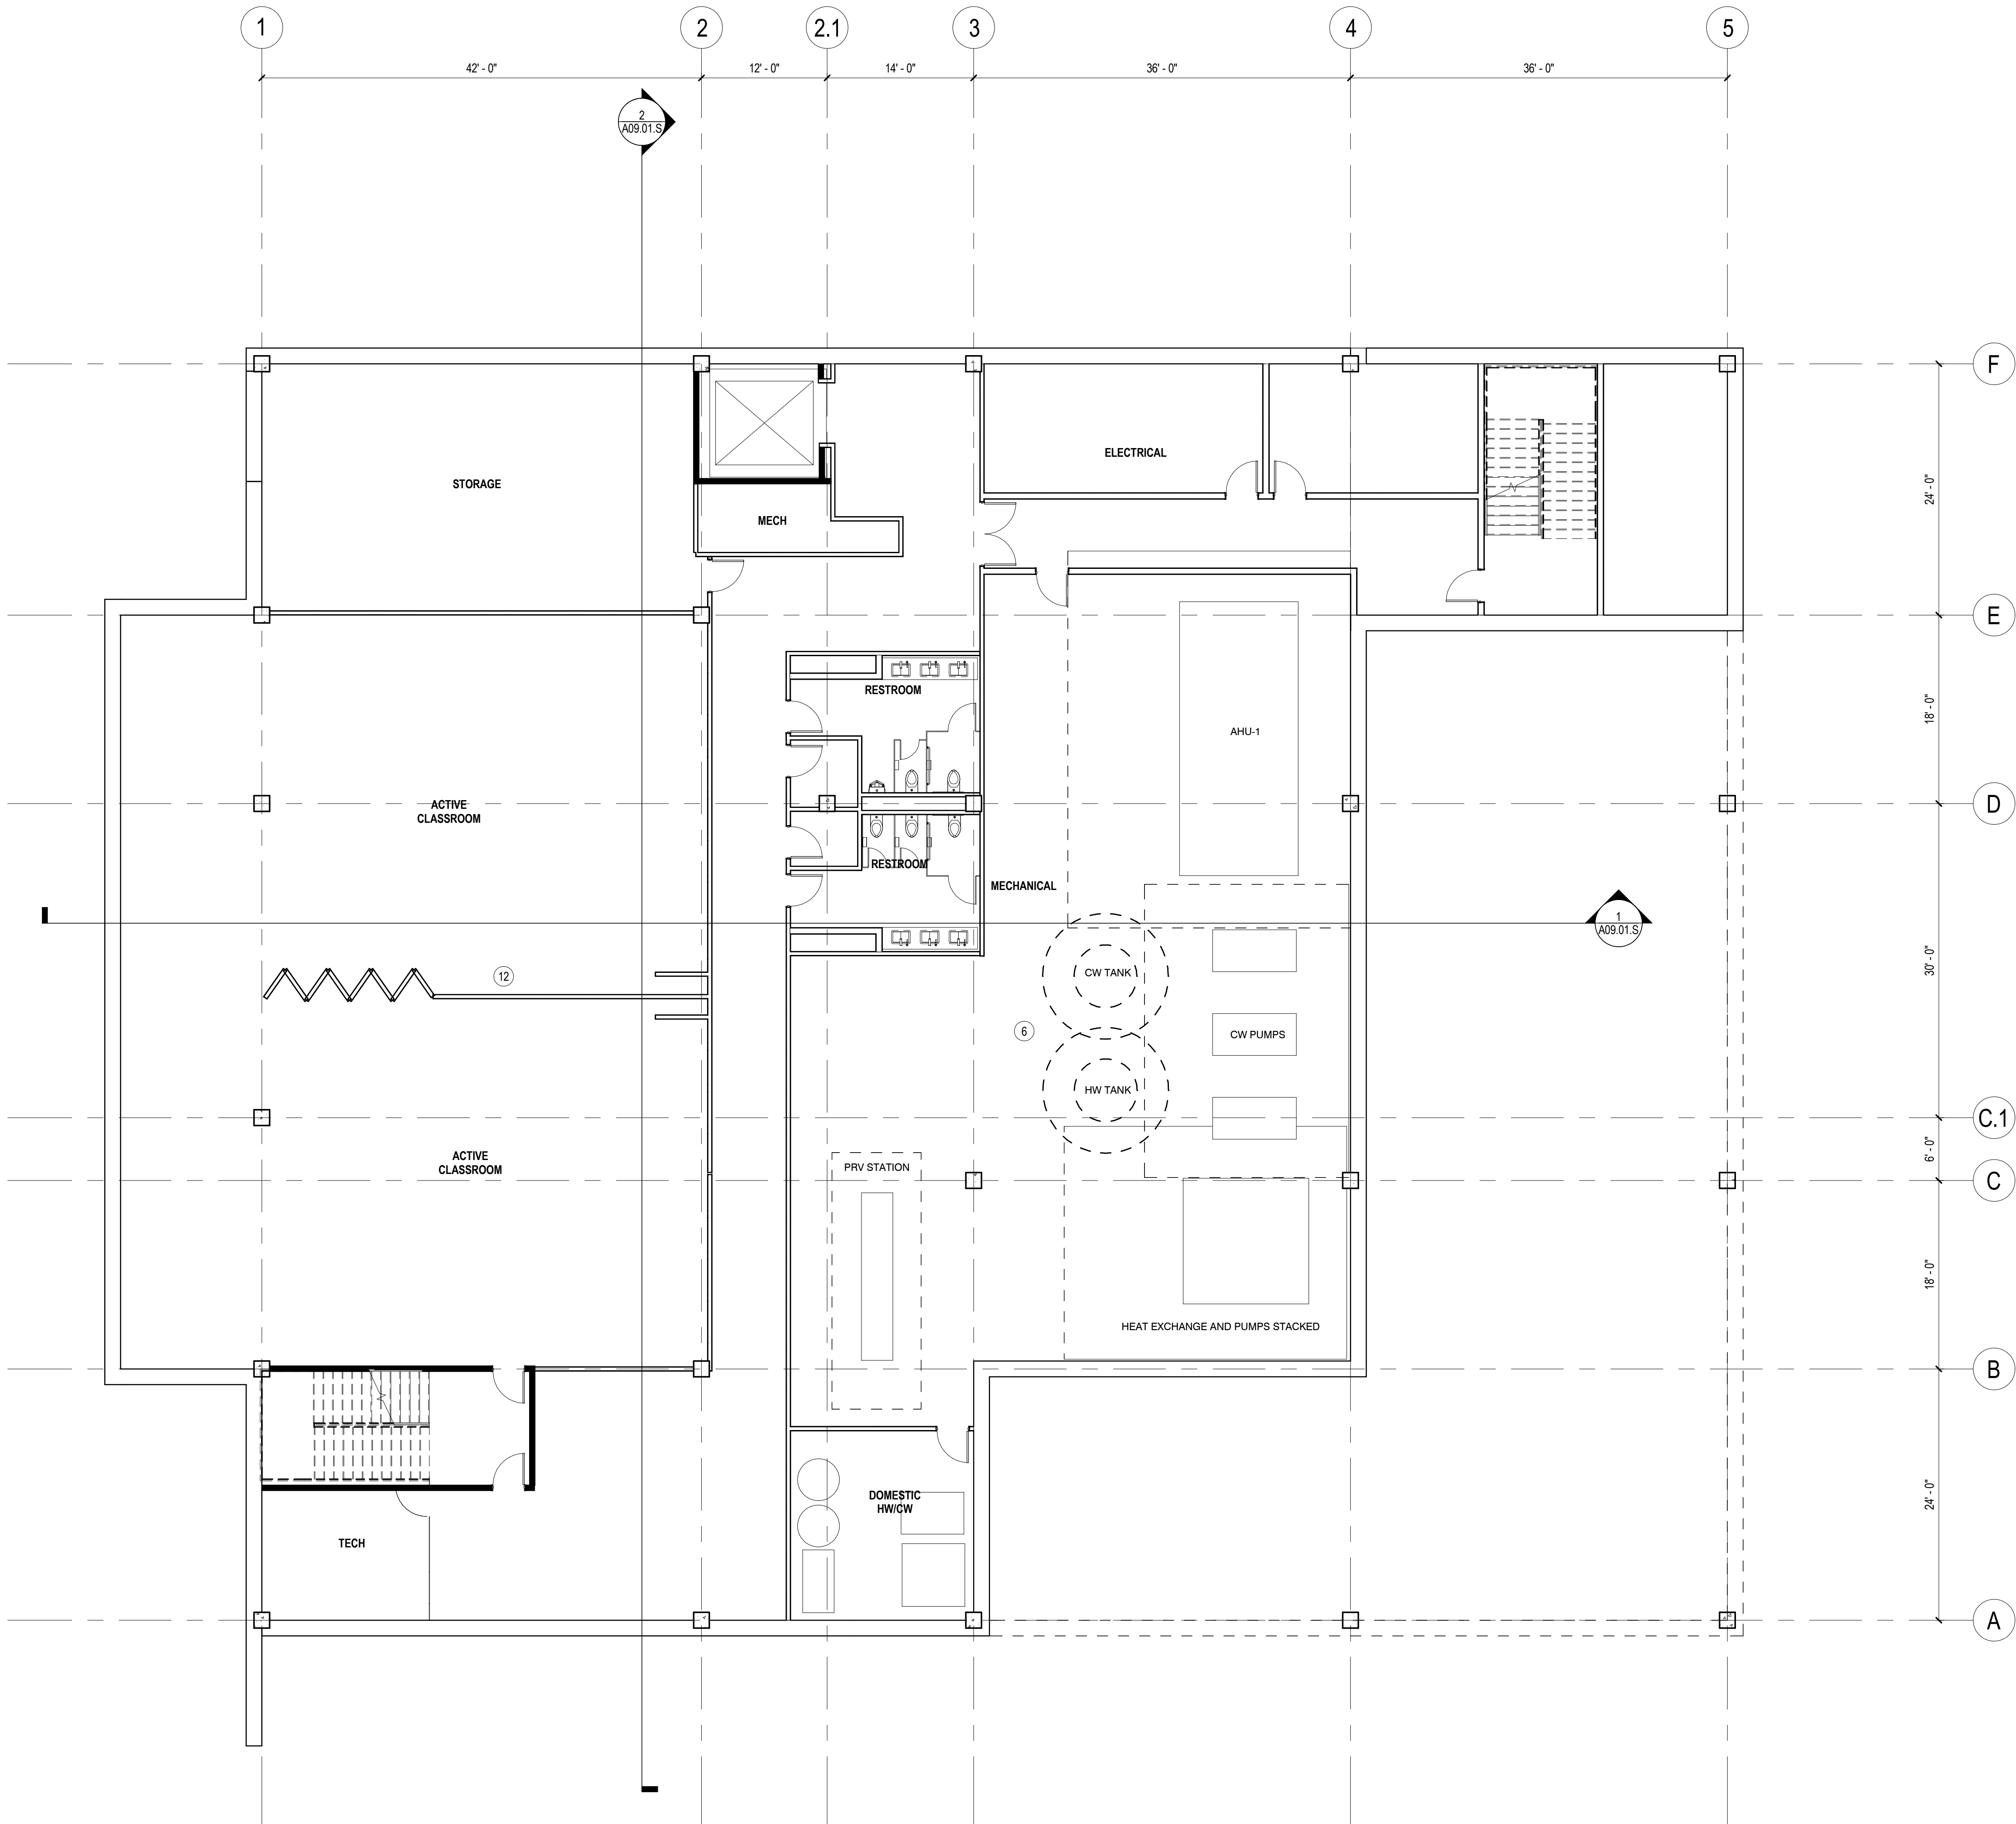 1
2
2.1
3
4
5
42' - 0"
12' - 0"
14' - 0"
36' - 0"
36' - 0"
2
A09.01.S
F
STORAGE
ELECTRICAL
MECH
24' - 0"
E
RESTROOM
AHU-1
18' - 0"
D
ACTIVE
CLASSROOM
RESTROOM
MECHANICAL
1
A09.01.S
12
CW TANK
30' - 0"
6
CW PUMPS
HW TANK
C.1
6' - 0"
ACTIVE
CLASSROOM
PRV STATION
C
18' - 0"
HEAT EXCHANGE AND PUMPS STACKED
B
DOMESTIC
HW/CW
24' - 0"
TECH
A